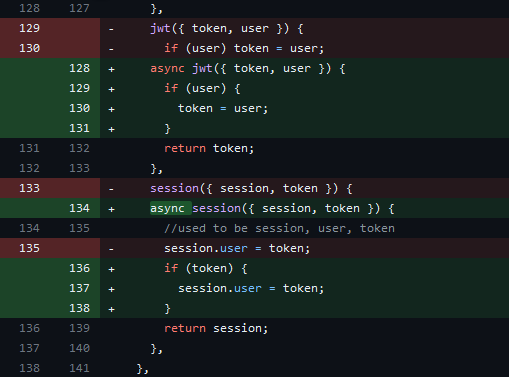 128 127 },
129 - jwt({ token, user }) {
130 - if (user) token = user;
128 + async jwt({ token, user }) {
129 + if (user) {
130 + token = user;
131 + }
131 132 return token;
132 133 },
133 - session({ session, token }) {
134 + async session({ session, token }) {
134 135 //used to be session, user, token
135 - session.user = token;
136 + if (token) {
137 + session.user = token;
138 + }
136 139 return session;
137 140 },
138 141 },